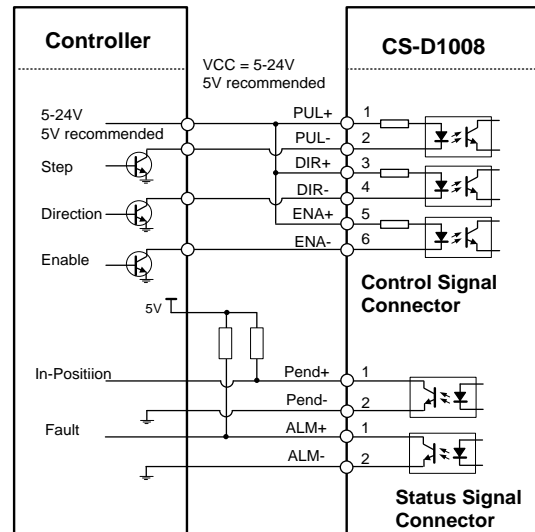 Controller
CS-D1008
VCC = 5-24V
5V recommended
5-24V
5V recommended
PUL+ 1
PUL- 2
Step
DIR+ 3
DIR- 4
Direction
ENA+ 5
ENA- 6
Enable
Control Signal
Connector
5V
In-Positiion
Pend+ 1
Pend- 2
Fault
ALM+ 1
ALM- 2
Status Signal
Connector